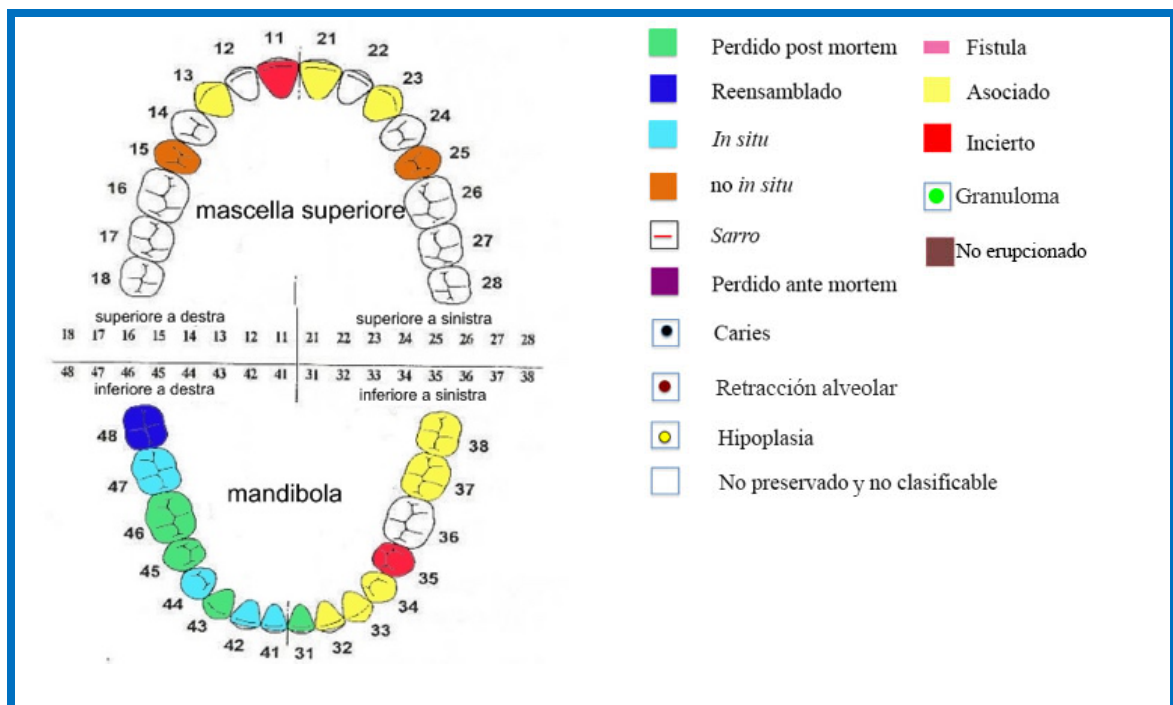 11 21
12 22
13 23
14 24
15 25
16 26
mascella superiore
17 27
18 28
superiore a destra superiore a sinistra
18 17 16 15 14 13 12 11 21 22 23 24 25 26 27 28
48 47 46 45 44 43 42 41 31 32 33 34 35 36 37 38
inferiore a destra inferiore a sinistra
48 38
47 37
mandibola
46 36
45 35
44 34
43 33
42 41 31 32
Perdido post mortem
Reensamblado
In situ
no in situ
Sarro
Perdido ante mortem
Caries
Retracción alveolar
Hipoplasia
No preservado y no clasificable
Fistula
Asociado
Incierto
Granuloma
No erupcionado